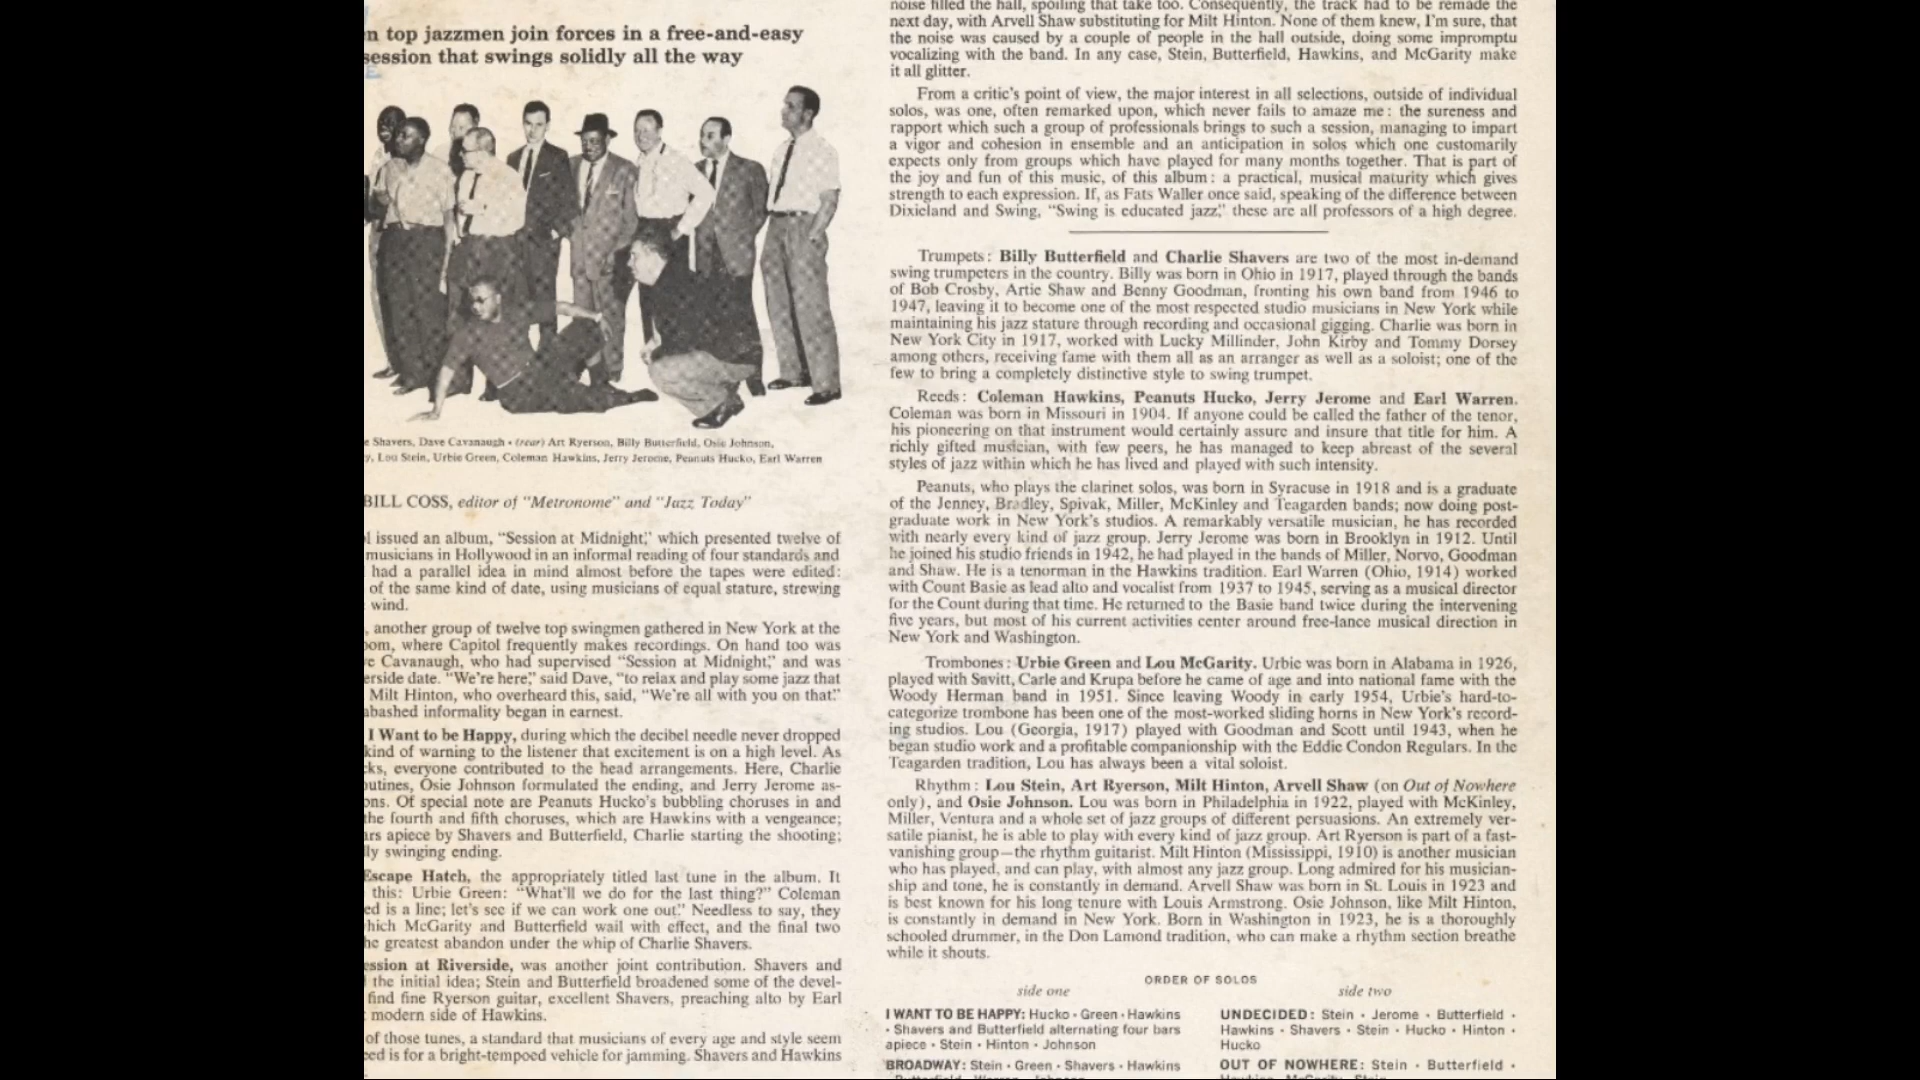 n top jazzmen join forces in a free-and-easy
session that swings solidly all the way
e Shavers, Dave Cavanaugh • (rear) Art Ryerson, Billy Butterfield, Osie Johnson,
y, Lou Stein, Urbie Green, Coleman Hawkins, Jerry Jerome, Peanuts Hucko, Earl Warren
BILL COSS, editor of "Metronome" and "Jazz Today"
l issued an album, "Session at Midnight," which presented twelve of
musicians in Hollywood in an informal reading of four standards and
had a parallel idea in mind almost before the tapes were edited:
of the same kind of date, using musicians of equal stature, strewing
wind.
, another group of twelve top swingmen gathered in New York at the
oom, where Capitol frequently makes recordings. On hand too was
e Cavanaugh, who had supervised "Session at Midnight," and was
erside date. "We're here," said Dave, "to relax and play some jazz that
Milt Hinton, who overheard this, said, "We're all with you on that."
abashed informality began in earnest.
I Want to be Happy, during which the decibel needle never dropped
kind of warning to the listener that excitement is on a high level. As
cks, everyone contributed to the head arrangements. Here, Charlie
outines, Osie Johnson formulated the ending, and Jerry Jerome as-
ons. Of special note are Peanuts Hucko's bubbling choruses in and
the fourth and fifth choruses, which are Hawkins with a vengeance;
ars apiece by Shavers and Butterfield, Charlie starting the shooting;
lly swinging ending.
Escape Hatch, the appropriately titled last tune in the album. It
this: Urbie Green: "What'll we do for the last thing?" Coleman
ed is a line; let's see if we can work one out." Needless to say, they
hich McGarity and Butterfield wail with effect, and the final two
he greatest abandon under the whip of Charlie Shavers.
ession at Riverside, was another joint contribution. Shavers and
the initial idea; Stein and Butterfield broadened some of the devel-
find fine Ryerson guitar, excellent Shavers, preaching alto by Earl
modern side of Hawkins.
of those tunes, a standard that musicians of every age and style seem
ed is for a bright-tempoed vehicle for jamming. Shavers and Hawkins
noise filled the hall, spoiling that take too. Consequently, the track had to be remade the
next day, with Arvell Shaw substituting for Milt Hinton. None of them knew, I'm sure, that
the noise was caused by a couple of people in the hall outside, doing some impromptu
vocalizing with the band. In any case, Stein, Butterfield, Hawkins, and McGarity make
it all glitter.
From a critic's point of view, the major interest in all selections, outside of individual
solos, was one, often remarked upon, which never fails to amaze me: the sureness and
rapport which such a group of professionals brings to such a session, managing to impart
a vigor and cohesion in ensemble and an anticipation in solos which one customarily
expects only from groups which have played for many months together. That is part of
the joy and fun of this music, of this album: a practical, musical maturity which gives
strength to each expression. If, as Fats Waller once said, speaking of the difference between
Dixieland and Swing, "Swing is educated jazz," these are all professors of a high degree.
Trumpets: Billy Butterfield and Charlie Shavers are two of the most in-demand
swing trumpeters in the country. Billy was born in Ohio in 1917, played through the bands
of Bob Crosby, Artie Shaw and Benny Goodman, fronting his own band from 1946 to
1947, leaving it to become one of the most respected studio musicians in New York while
maintaining his jazz stature through recording and occasional gigging. Charlie was born in
New York City in 1917, worked with Lucky Millinder, John Kirby and Tommy Dorsey
among others, receiving fame with them all as an arranger as well as a soloist; one of the
few to bring a completely distinctive style to swing trumpet.
Reeds: Coleman Hawkins, Peanuts Hucko, Jerry Jerome and Earl Warren.
Coleman was born in Missouri in 1904. If anyone could be called the father of the tenor,
his pioneering on that instrument would certainly assure and insure that title for him. A
richly gifted musician, with few peers, he has managed to keep abreast of the several
styles of jazz within which he has lived and played with such intensity.
Peanuts, who plays the clarinet solos, was born in Syracuse in 1918 and is a graduate
of the Jenney, Bradley, Spivak, Miller, McKinley and Teagarden bands; now doing post-
graduate work in New York's studios. A remarkably versatile musician, he has recorded
with nearly every kind of jazz group. Jerry Jerome was born in Brooklyn in 1912. Until
he joined his studio friends in 1942, he had played in the bands of Miller, Norvo, Goodman
and Shaw. He is a tenorman in the Hawkins tradition. Earl Warren (Ohio, 1914) worked
with Count Basie as lead alto and vocalist from 1937 to 1945, serving as a musical director
for the Count during that time. He returned to the Basie band twice during the intervening
five years, but most of his current activities center around free-lance musical direction in
New York and Washington.
Trombones: Urbie Green and Lou McGarity. Urbie was born in Alabama in 1926,
played with Savitt, Carle and Krupa before he came of age and into national fame with the
Woody Herman band in 1951. Since leaving Woody in early 1954, Urbie's hard-to-
categorize trombone has been one of the most-worked sliding horns in New York's record-
ing studios. Lou (Georgia, 1917) played with Goodman and Scott until 1943, when he
began studio work and a profitable companionship with the Eddie Condon Regulars. In the
Teagarden tradition, Lou has always been a vital soloist.
Rhythm: Lou Stein, Art Ryerson, Milt Hinton, Arvell Shaw (on Out of Nowhere
only), and Osie Johnson. Lou was born in Philadelphia in 1922, played with McKinley,
Miller, Ventura and a whole set of jazz groups of different persuasions. An extremely ver-
satile pianist, he is able to play with every kind of jazz group. Art Ryerson is part of a fast-
vanishing group—the rhythm guitarist. Milt Hinton (Mississippi, 1910) is another musician
who has played, and can play, with almost any jazz group. Long admired for his musician-
ship and tone, he is constantly in demand. Arvell Shaw was born in St. Louis in 1923 and
is best known for his long tenure with Louis Armstrong. Osie Johnson, like Milt Hinton,
is constantly in demand in New York. Born in Washington in 1923, he is a thoroughly
schooled drummer, in the Don Lamond tradition, who can make a rhythm section breathe
while it shouts.
ORDER OF SOLOS
side one
I WANT TO BE HAPPY: Hucko • Green • Hawkins
• Shavers and Butterfield alternating four bars
apiece • Stein • Hinton • Johnson
BROADWAY: Stein • Green • Shavers • Hawkins
side two
UNDECIDED: Stein • Jerome • Butterfield •
Hawkins • Shavers • Stein • Hucko • Hinton •
Hucko
OUT OF NOWHERE: Stein • Butterfield •